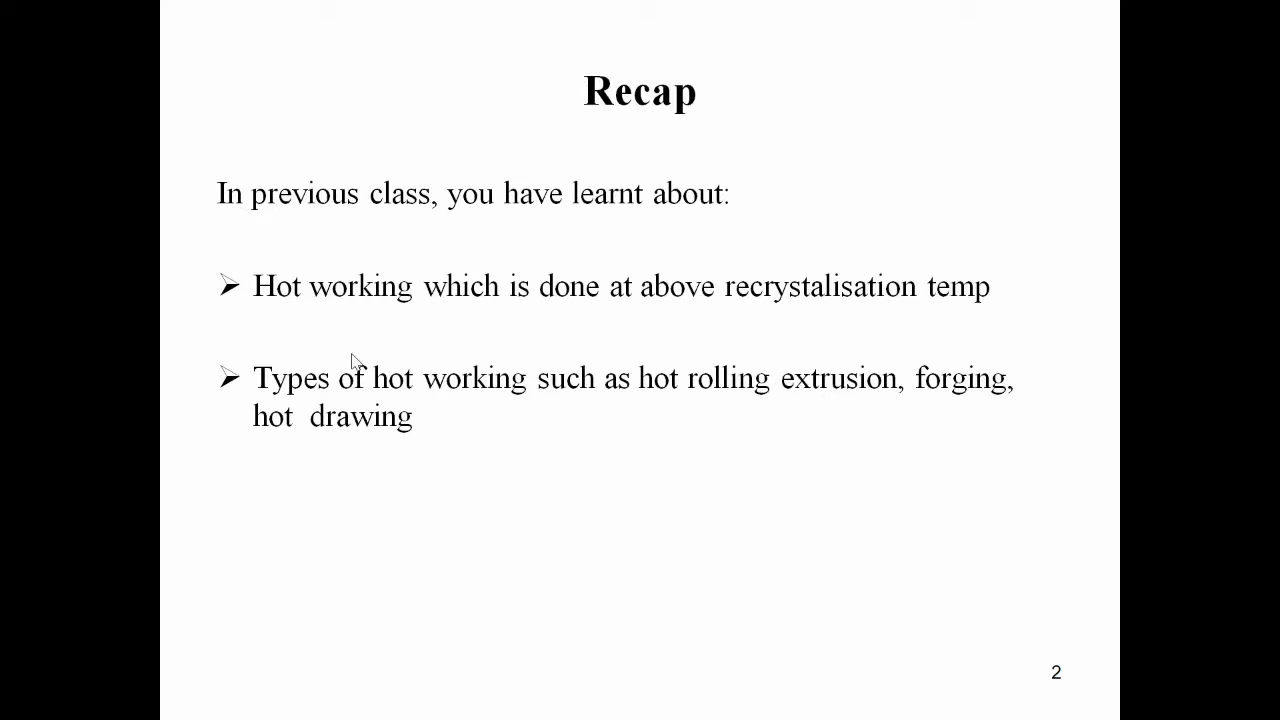 Recap
In previous class, you have learnt about:
➢ Hot working which is done at above recrystalisation temp
➢ Types of hot working such as hot rolling extrusion, forging,
hot drawing
2